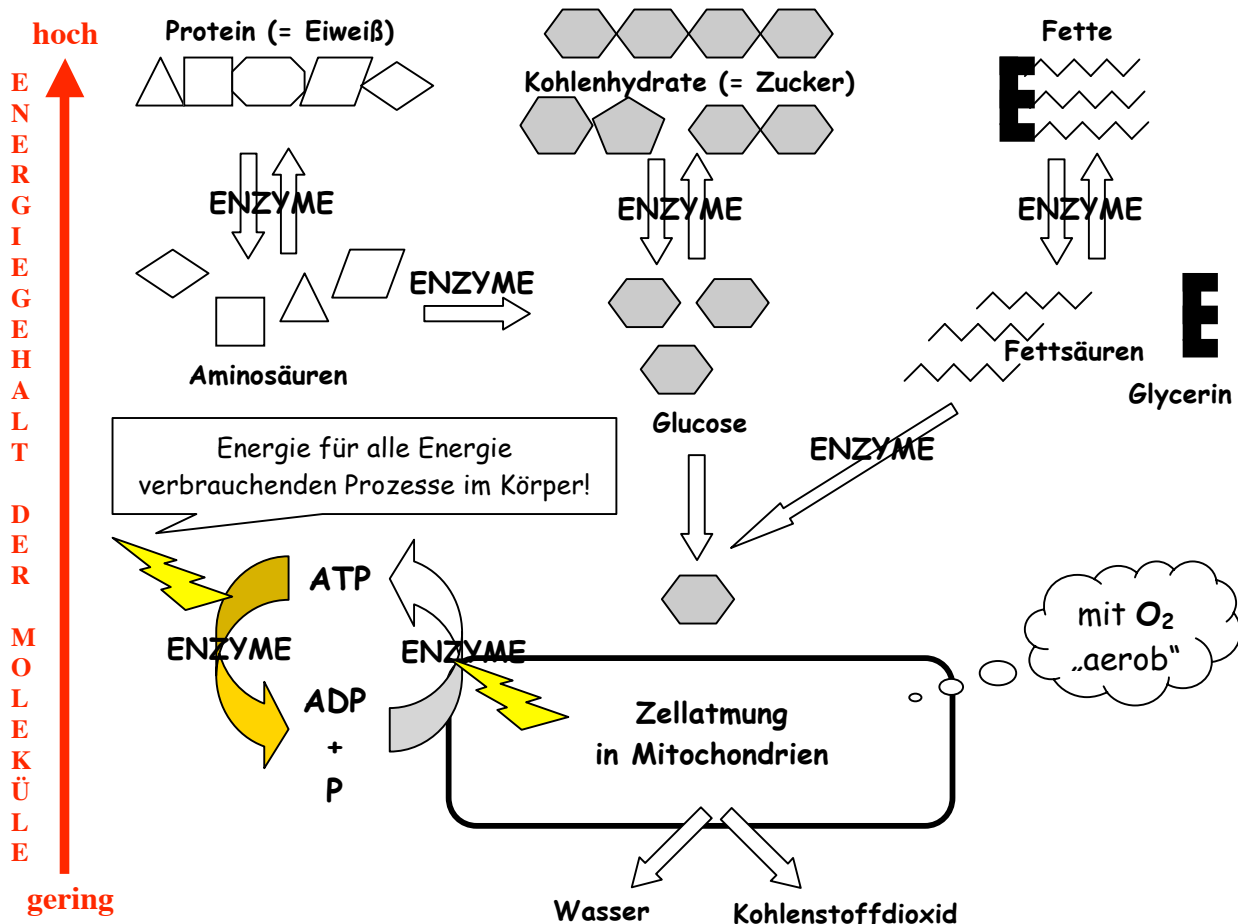 hoch
ENERGIEGEHALT DER MOLEKÜLE
gering
Protein (= Eiweiß)
Kohlenhydrate (= Zucker)
Fette
E
ENZYME
ENZYME
ENZYME
ENZYME
Aminosäuren
Glucose
Fettsäuren
E
Glycerin
ENZYME
Energie für alle Energie
verbrauchenden Prozesse im Körper!
ATP
ENZYME
ENZYME
ADP
+
P
mit O₂
„aerob“
Zellatmung
in Mitochondrien
Wasser
Kohlenstoffdioxid